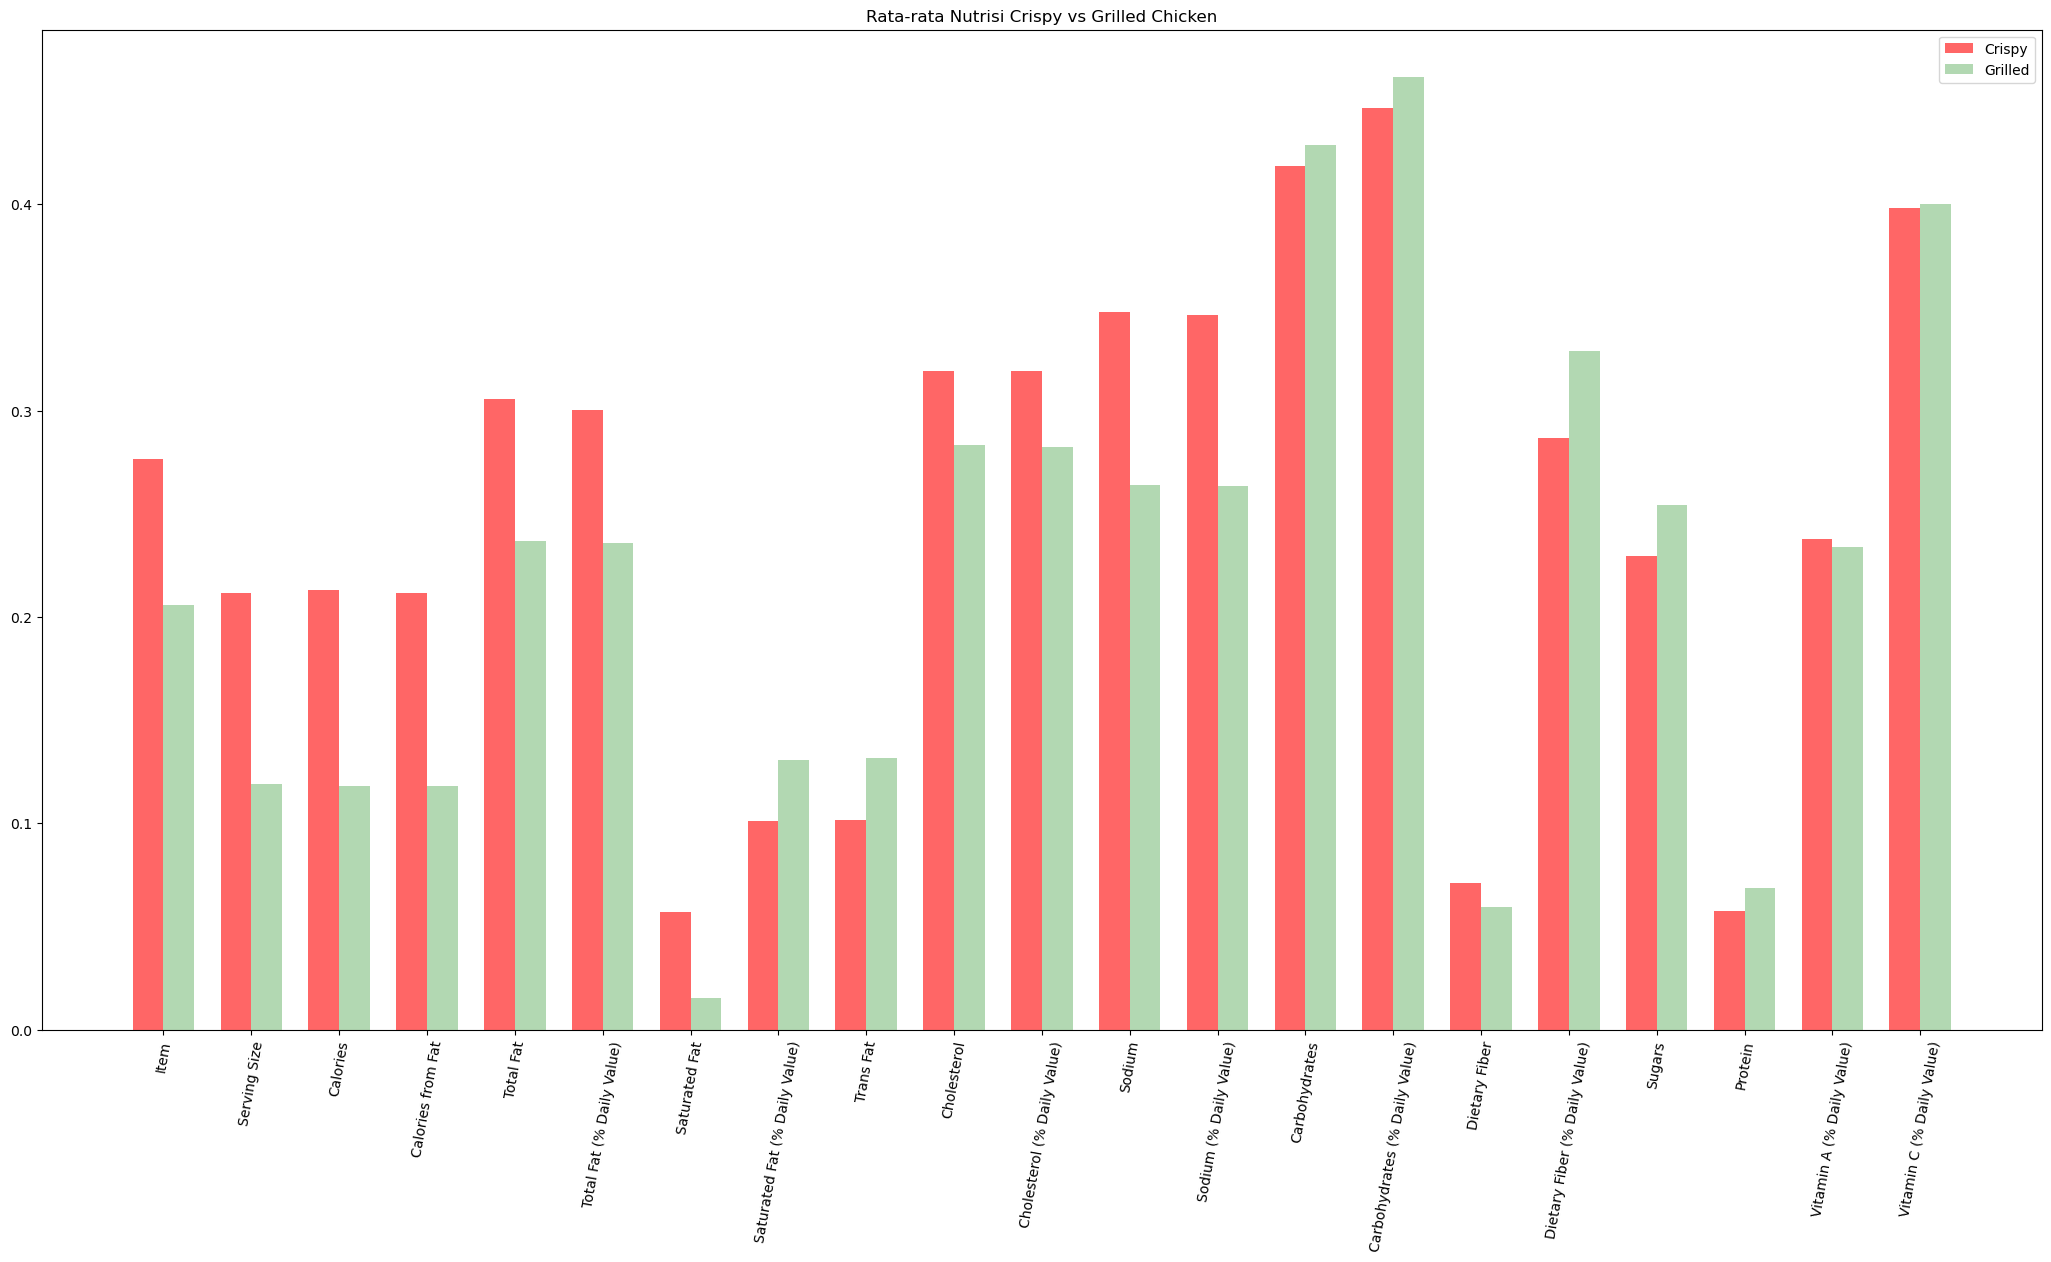 Rata-rata Nutrisi Crispy vs Grilled Chicken
Crispy
Grilled
0.4
0.3
0.2
0.1
0.0
Item
Serving Size
Calories
Calories from Fat
Total Fat
Total Fat (% Daily Value)
Saturated Fat
Saturated Fat (% Daily Value)
Trans Fat
Cholesterol
Cholesterol (% Daily Value)
Sodium
Sodium (% Daily Value)
Carbohydrates
Carbohydrates (% Daily Value)
Dietary Fiber
Dietary Fiber (% Daily Value)
Sugars
Protein
Vitamin A (% Daily Value)
Vitamin C (% Daily Value)